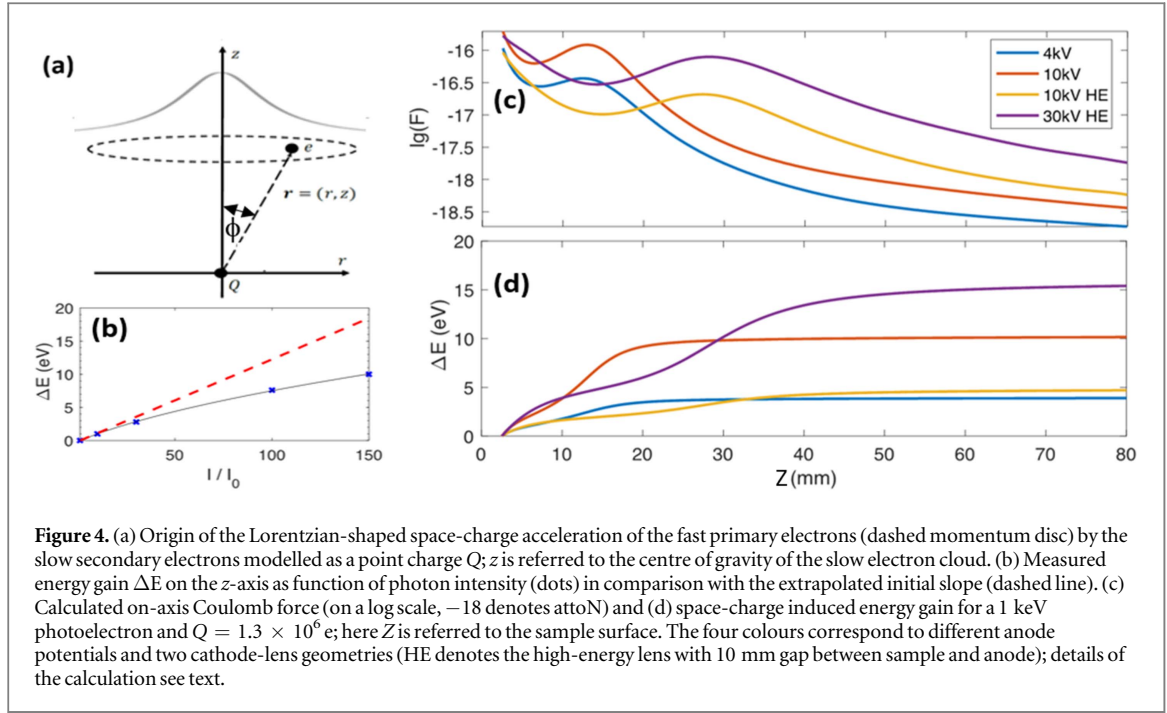 (a)
z
e
r = (r, z)
ϕ
r
Q
(b)
20
15
10
5
0
ΔE (eV)
50
100
150
I / I₀
(c)
-16
-16.5
-17
-17.5
-18
-18.5
lg(F)
4kV
10kV
10kV HE
30kV HE
(d)
20
15
10
5
0
ΔE (eV)
0
10
20
30
40
50
60
70
80
Z (mm)
Figure 4. (a) Origin of the Lorentzian-shaped space-charge acceleration of the fast primary electrons (dashed momentum disc) by the
slow secondary electrons modelled as a point charge Q; z is referred to the centre of gravity of the slow electron cloud. (b) Measured
energy gain ΔE on the z-axis as function of photon intensity (dots) in comparison with the extrapolated initial slope (dashed line). (c)
Calculated on-axis Coulomb force (on a log scale, −18 denotes attoN) and (d) space-charge induced energy gain for a 1 keV
photoelectron and Q = 1.3 × 10⁶ e; here Z is referred to the sample surface. The four colours correspond to different anode
potentials and two cathode-lens geometries (HE denotes the high-energy lens with 10 mm gap between sample and anode); details of
the calculation see text.